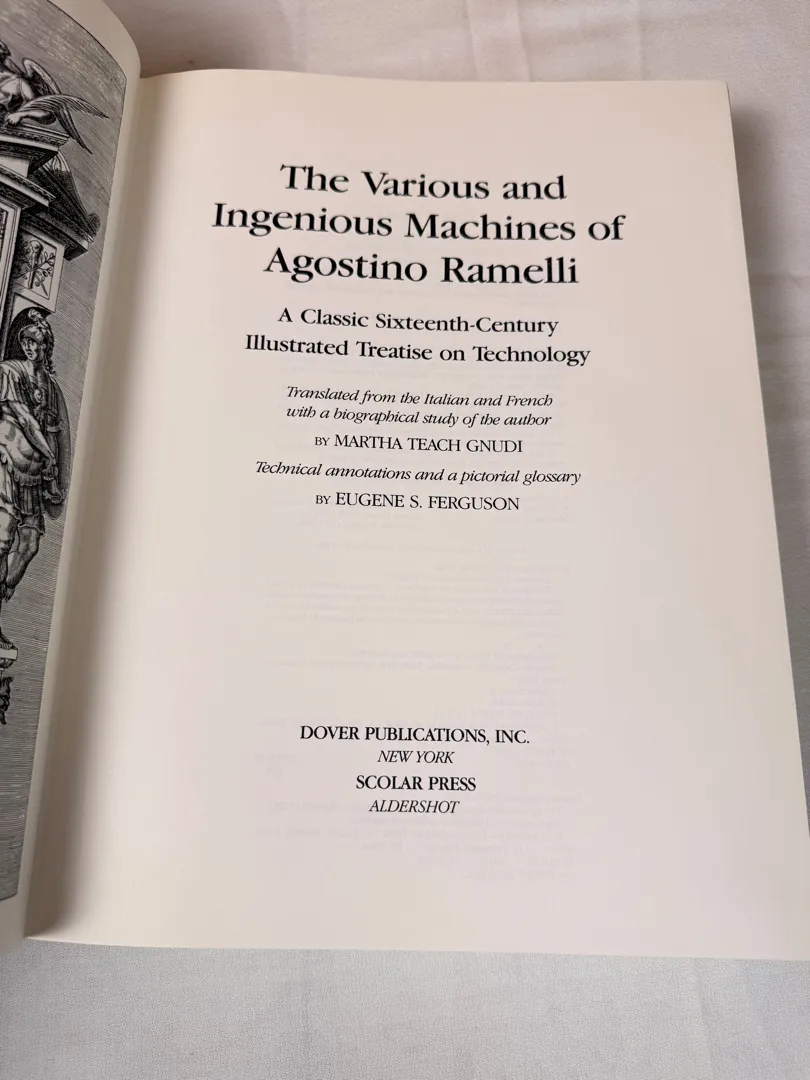 The Various and
Ingenious Machines of
Agostino Ramelli
A Classic Sixteenth-Century
Illustrated Treatise on Technology
Translated from the Italian and French
with a biographical study of the author
BY MARTHA TEACH GNUDI
Technical annotations and a pictorial glossary
BY EUGENE S. FERGUSON
DOVER PUBLICATIONS, INC.
NEW YORK
SCOLAR PRESS
ALDERSHOT